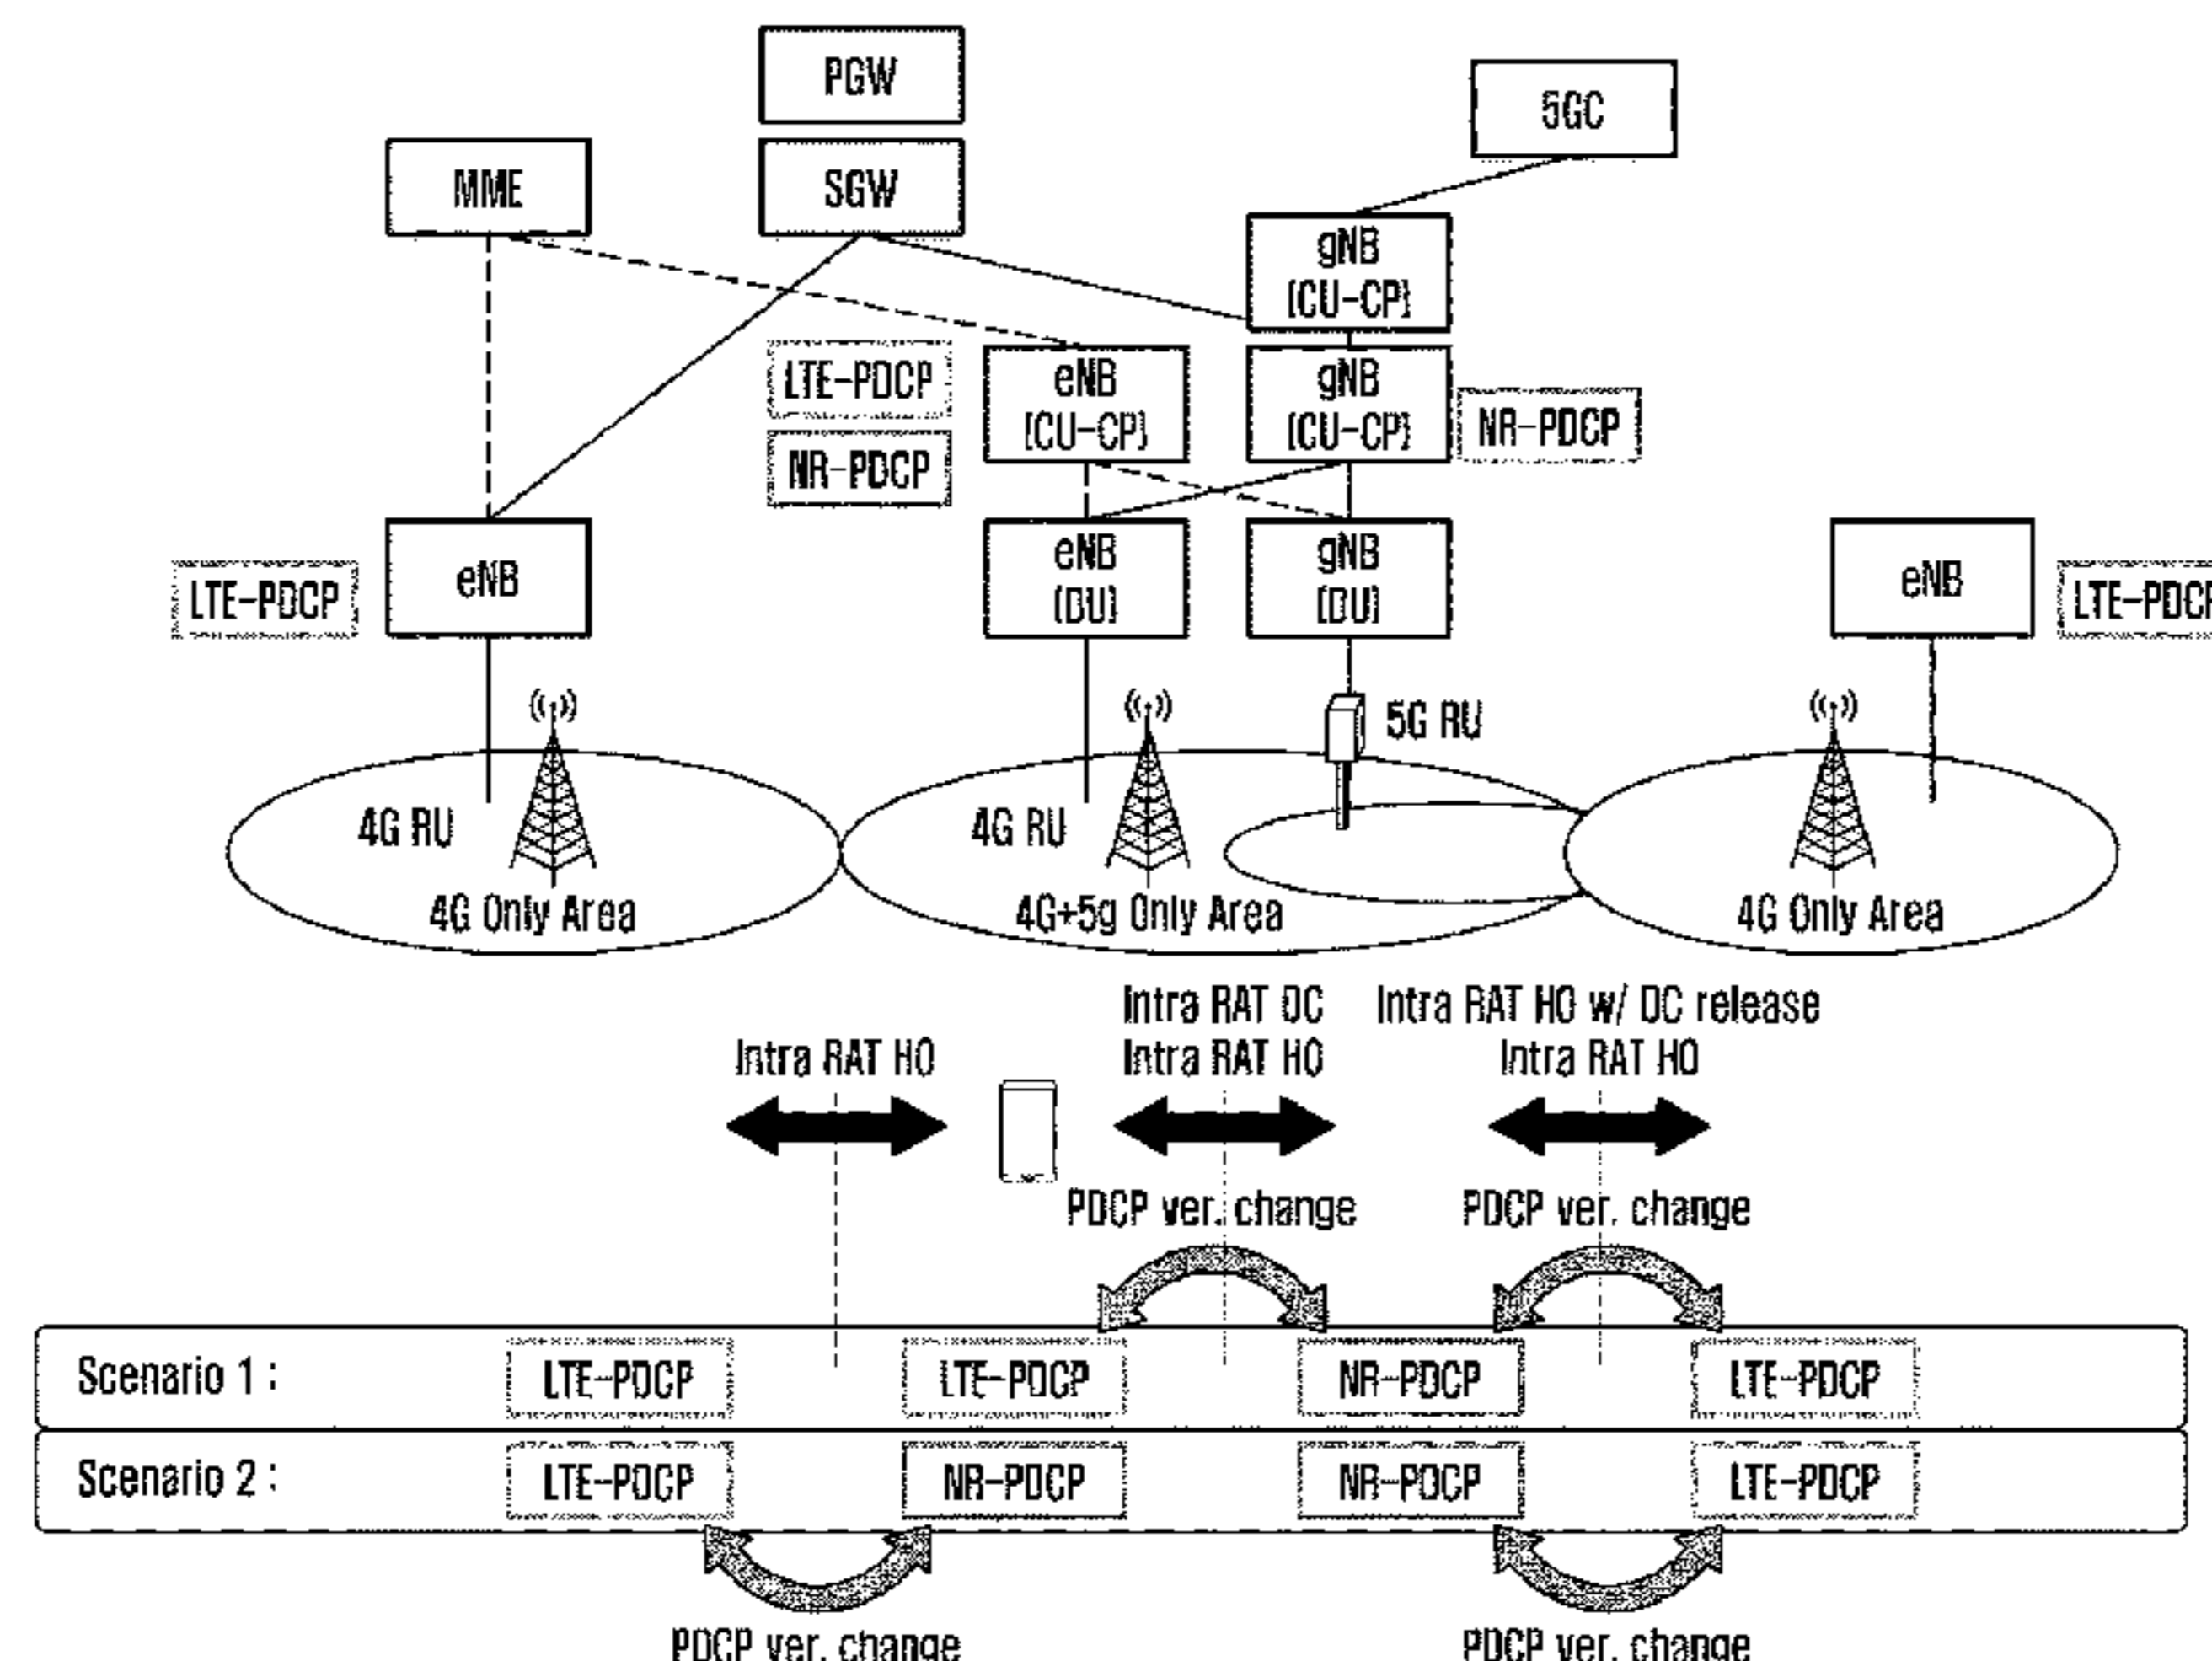 PGW
5GC
MME
SGW
gNB
(CU-CP)
LTE-PDCP
eNB
(CU-CP)
gNB
(CU-CP)
NR-PDCP
NR-PDCP
LTE-PDCP
eNB
eNB
(DU)
gNB
(DU)
eNB
LTE-PDCP
5G RU
4G RU
4G RU
4G Only Area
4G+5g Only Area
4G Only Area
Intra RAT DC
Intra RAT HO w/ DC release
Intra RAT HO
Intra RAT HO
Intra RAT HO
PDCP ver. change
PDCP ver. change
Scenario 1 :
LTE-PDCP
LTE-PDCP
NR-PDCP
LTE-PDCP
Scenario 2 :
LTE-PDCP
NR-PDCP
NR-PDCP
LTE-PDCP
PDCP ver. change
PDCP ver. change